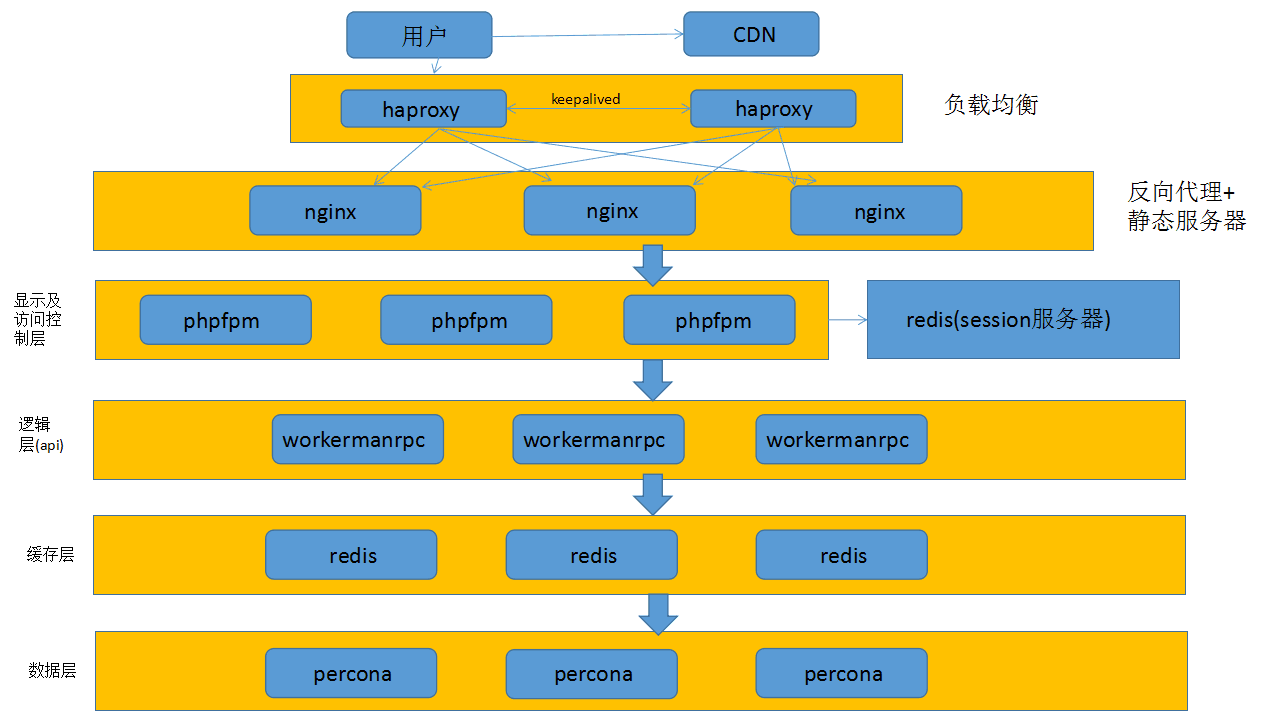 用户
CDN
haproxy
keepalived
haproxy
负载均衡
nginx
nginx
nginx
反向代理+
静态服务器
显示及
访问控
制层
phpfpm
phpfpm
phpfpm
redis(session服务器)
逻辑
层(api)
workermanrpc
workermanrpc
workermanrpc
缓存层
redis
redis
redis
数据层
percona
percona
percona